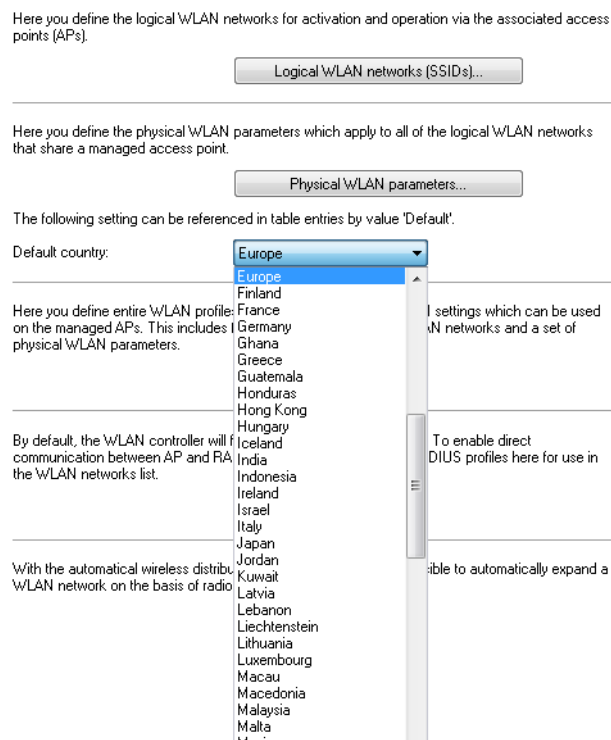 Here you define the logical WLAN networks for activation and operation via the associated access
points (APs).
Logical WLAN networks (SSIDs)...
Here you define the physical WLAN parameters which apply to all of the logical WLAN networks
that share a managed access point.
Physical WLAN parameters...
The following setting can be referenced in table entries by value 'Default'.
Default country:
Europe
Europe
Finland
France
Germany
Ghana
Greece
Guatemala
Honduras
Hong Kong
Hungary
Iceland
India
Indonesia
Ireland
Israel
Italy
Japan
Jordan
Kuwait
Latvia
Lebanon
Liechtenstein
Lithuania
Luxembourg
Macau
Macedonia
Malaysia
Malta
Here you define entire WLAN profile settings which can be used
on the managed APs. This includes networks and a set of
physical WLAN parameters.
By default, the WLAN controller will To enable direct
communication between AP and RA DIUS profiles here for use in
the WLAN networks list.
With the automatical wireless distribu ible to automatically expand a
WLAN network on the basis of radio